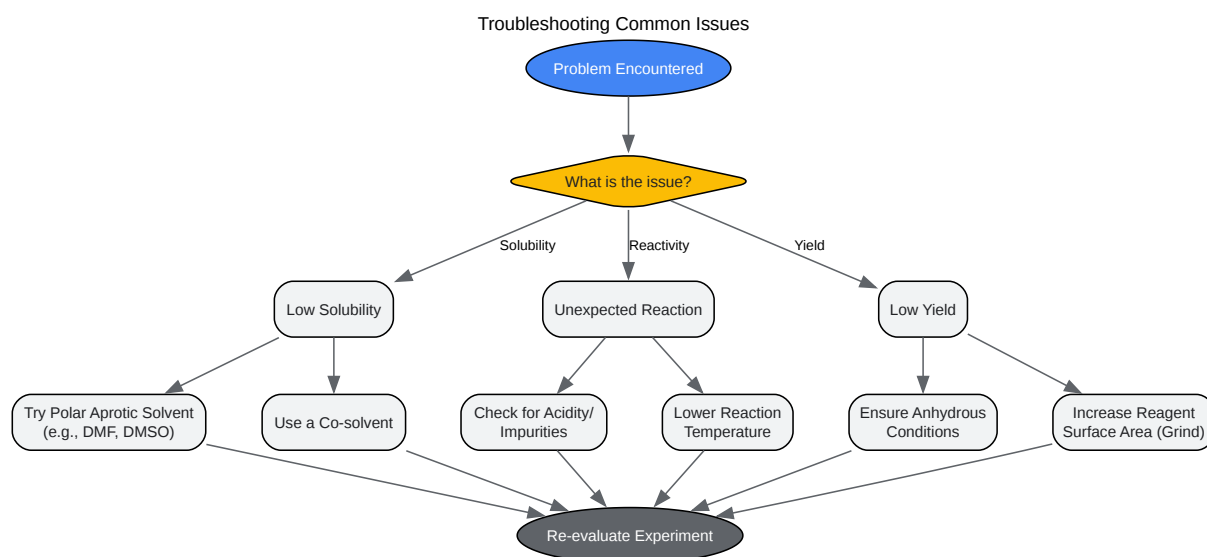 Troubleshooting Common Issues
Problem Encountered
What is the issue?
Solubility
Reactivity
Yield
Low Solubility
Unexpected Reaction
Low Yield
Try Polar Aprotic Solvent
(e.g., DMF, DMSO)
Use a Co-solvent
Check for Acidity/
Impurities
Lower Reaction
Temperature
Ensure Anhydrous
Conditions
Increase Reagent
Surface Area (Grind)
Re-evaluate Experiment